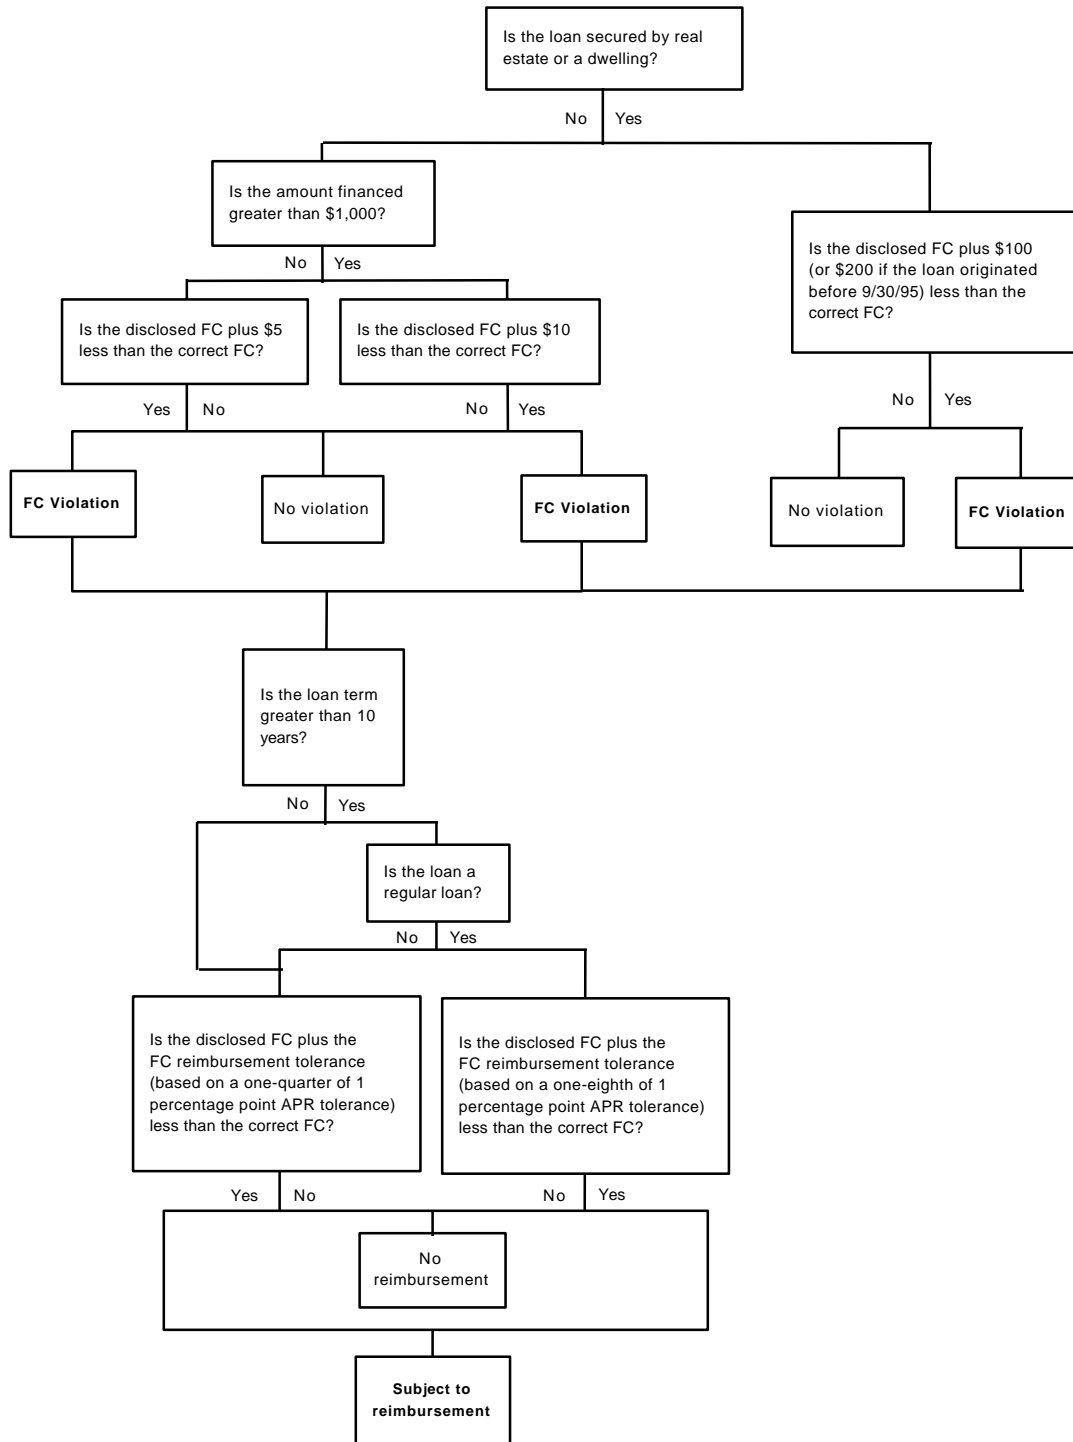 Is the loan secured by real
estate or a dwelling?
No Yes
Is the amount financed
greater than $1,000?
Is the disclosed FC plus $100
(or $200 if the loan originated
before 9/30/95) less than the
correct FC?
No Yes
Is the disclosed FC plus $5
less than the correct FC?
Is the disclosed FC plus $10
less than the correct FC?
Yes No
No Yes
No Yes
FC Violation
No violation
FC Violation
No violation
FC Violation
Is the loan term
greater than 10
years?
No Yes
Is the loan a
regular loan?
No Yes
Is the disclosed FC plus the
FC reimbursement tolerance
(based on a one-quarter of 1
percentage point APR tolerance)
less than the correct FC?
Is the disclosed FC plus the
FC reimbursement tolerance
(based on a one-eighth of 1
percentage point APR tolerance)
less than the correct FC?
Yes No
No Yes
No
reimbursement
Subject to
reimbursement